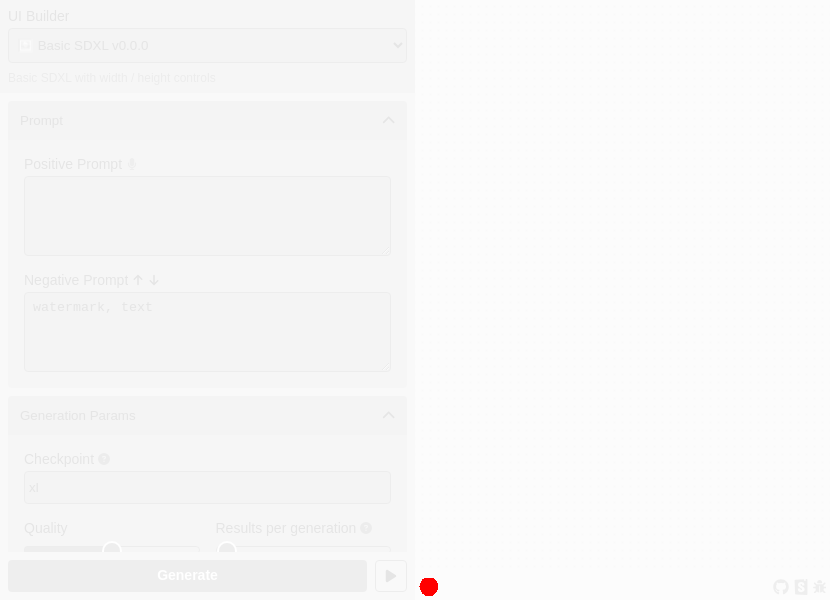 UI Builder
Basic SDXL v0.0.0
Basic SDXL with width / height controls
Prompt
Positive Prompt
Negative Prompt
watermark, text
Generation Params
Checkpoint
xl
Quality Results per generation
Generate